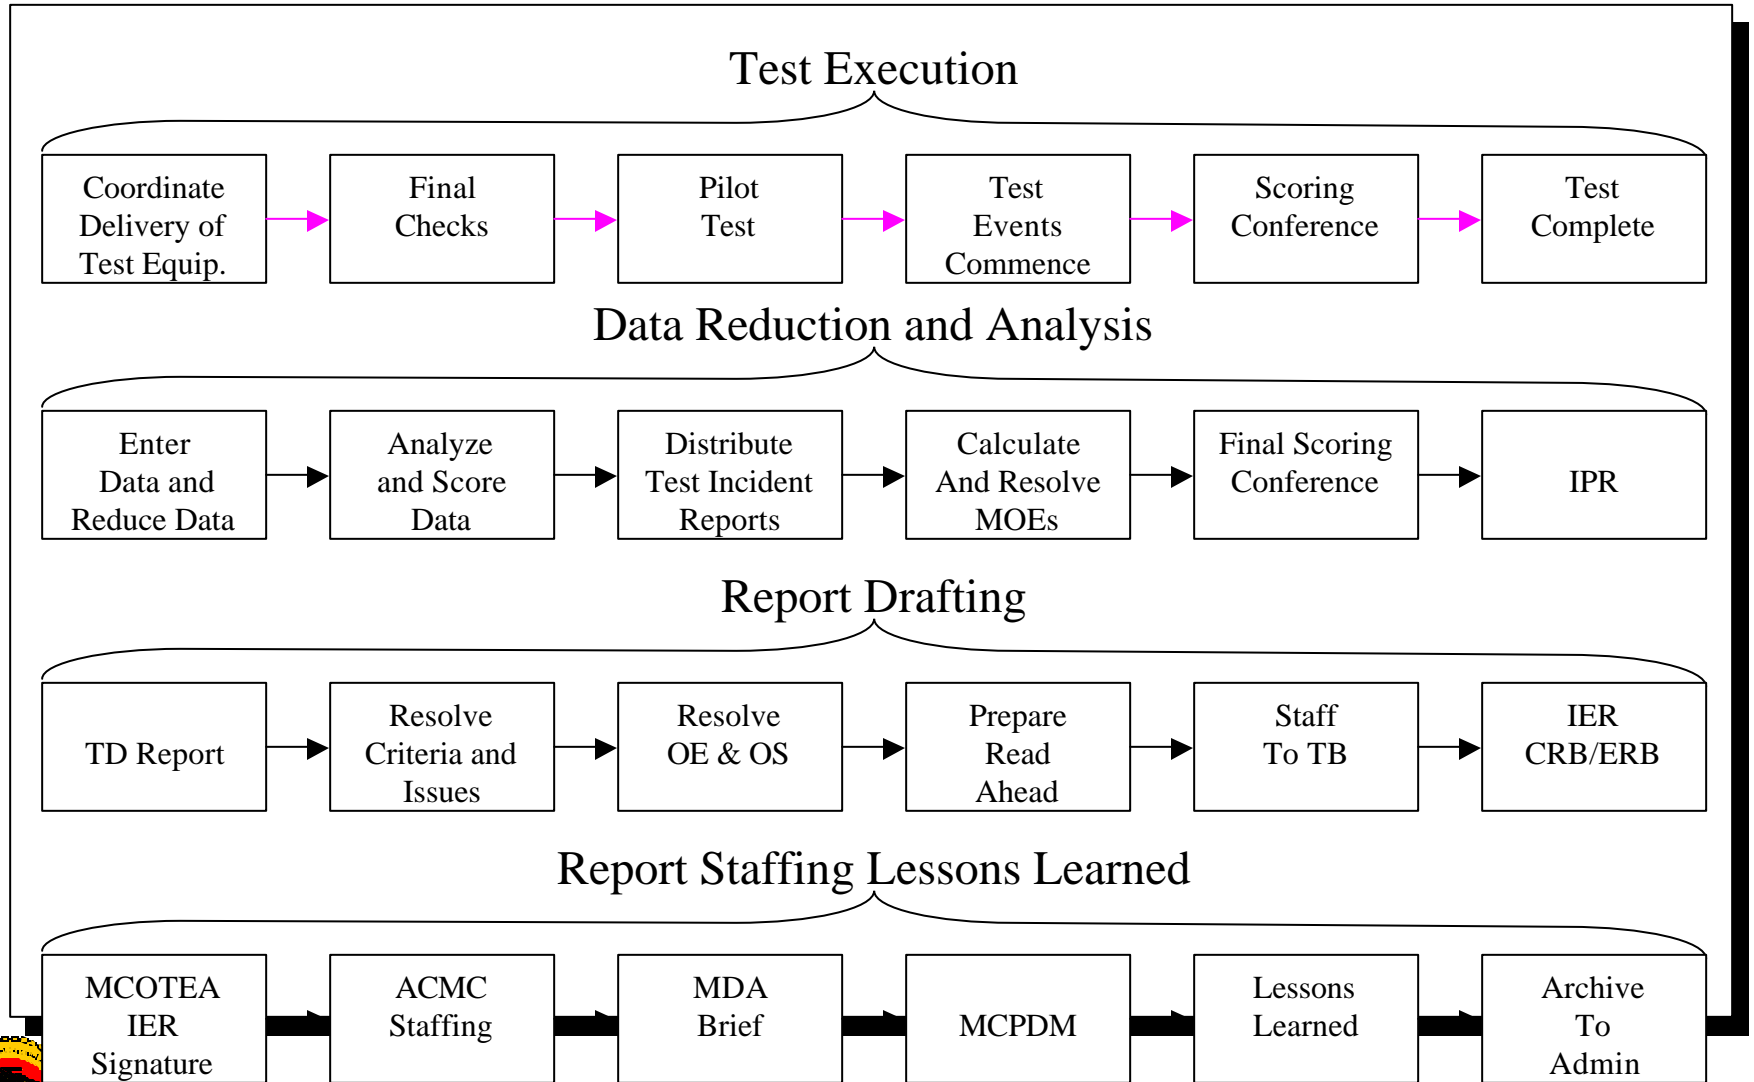 Test Execution
Coordinate
Delivery of
Test Equip.
Final
Checks
Pilot
Test
Test
Events
Commence
Scoring
Conference
Test
Complete
Data Reduction and Analysis
Enter
Data and
Reduce Data
Analyze
and Score
Data
Distribute
Test Incident
Reports
Calculate
And Resolve
MOEs
Final Scoring
Conference
IPR
Report Drafting
TD Report
Resolve
Criteria and
Issues
Resolve
OE & OS
Prepare
Read
Ahead
Staff
To TB
IER
CRB/ERB
Report Staffing Lessons Learned
MCOTEA
IER
Signature
ACMC
Staffing
MDA
Brief
MCPDM
Lessons
Learned
Archive
To
Admin